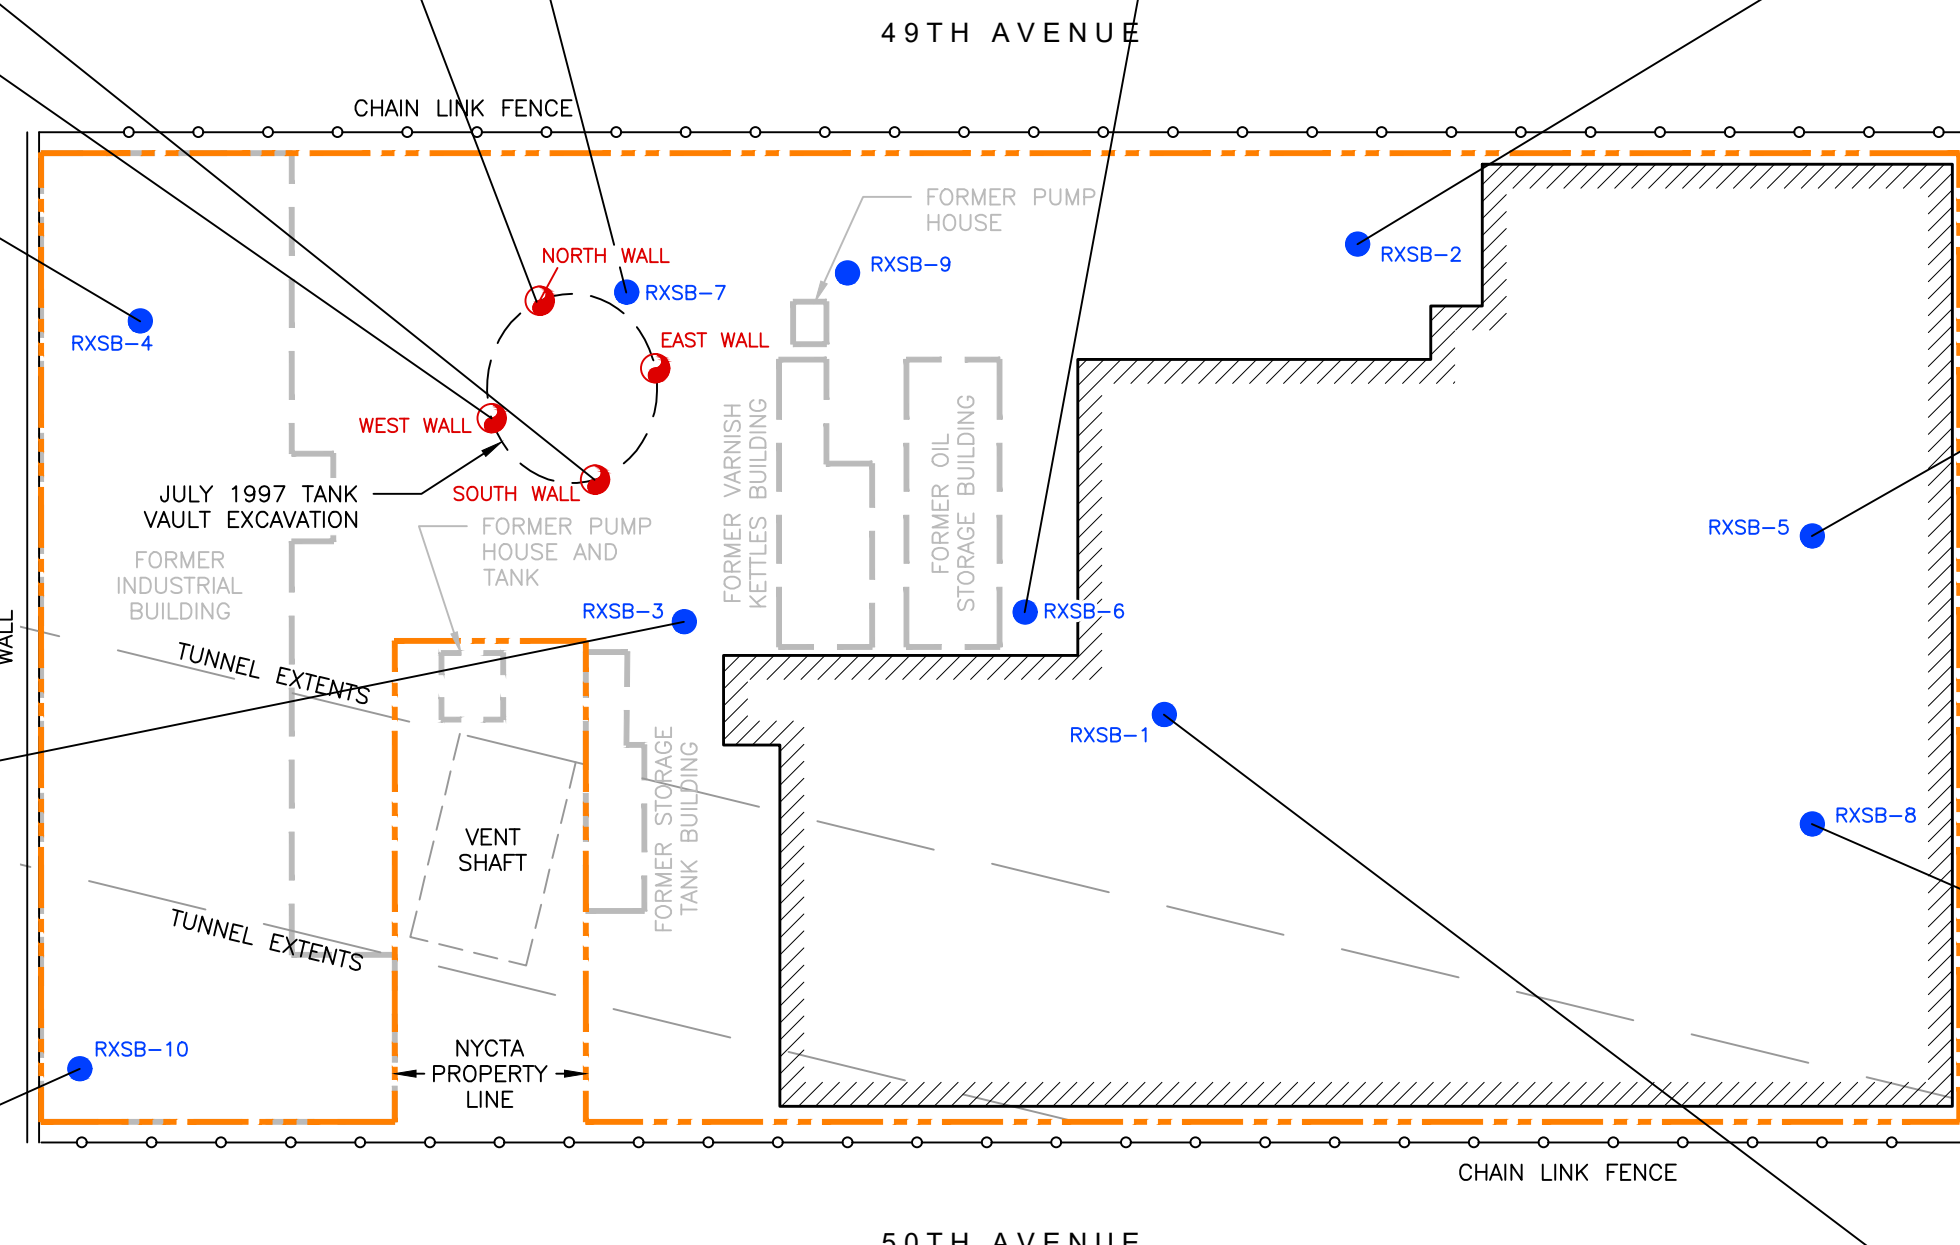 49TH AVENUE
CHAIN LINK FENCE
FORMER PUMP
HOUSE
NORTH WALL
RXSB-9
RXSB-2
RXSB-7
RXSB-4
EAST WALL
WEST WALL
SOUTH WALL
JULY 1997 TANK
VAULT EXCAVATION
FORMER VARNISH
KETTLES BUILDING
FORMER OIL
STORAGE BUILDING
RXSB-5
FORMER PUMP
HOUSE AND
TANK
FORMER
INDUSTRIAL
BUILDING
RXSB-3
RXSB-6
WALL
TUNNEL EXTENTS
RXSB-1
FORMER STORAGE
TANK BUILDING
VENT
SHAFT
RXSB-8
TUNNEL EXTENTS
RXSB-10
NYCTA
PROPERTY
LINE
CHAIN LINK FENCE
50TH AVENUE